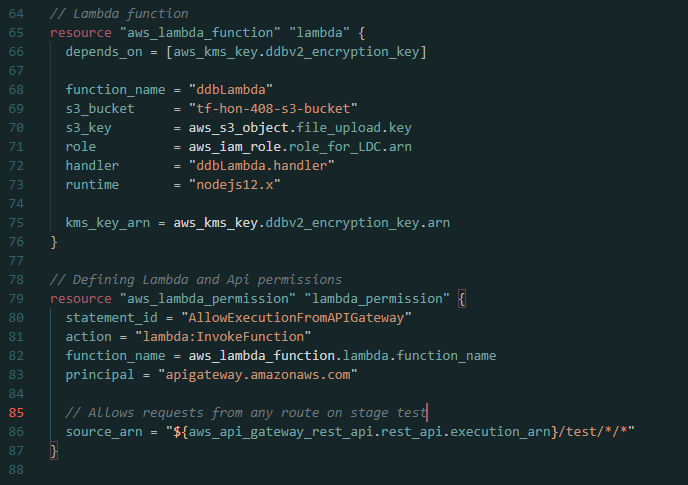 64 // Lambda function
65 resource "aws_lambda_function" "lambda" {
66   depends_on = [aws_kms_key.ddbv2_encryption_key]
67
68   function_name = "ddbLambda"
69   s3_bucket     = "tf-hon-408-s3-bucket"
70   s3_key        = aws_s3_object.file_upload.key
71   role          = aws_iam_role.role_for_LDC.arn
72   handler       = "ddbLambda.handler"
73   runtime       = "nodejs12.x"
74
75   kms_key_arn = aws_kms_key.ddbv2_encryption_key.arn
76 }
77
78 // Defining Lambda and Api permissions
79 resource "aws_lambda_permission" "lambda_permission" {
80   statement_id = "AllowExecutionFromAPIGateway"
81   action = "lambda:InvokeFunction"
82   function_name = aws_lambda_function.lambda.function_name
83   principal = "apigateway.amazonaws.com"
84
85   // Allows requests from any route on stage test
86   source_arn = "${aws_api_gateway_rest_api.rest_api.execution_arn}/test/*/*"
87 }
88